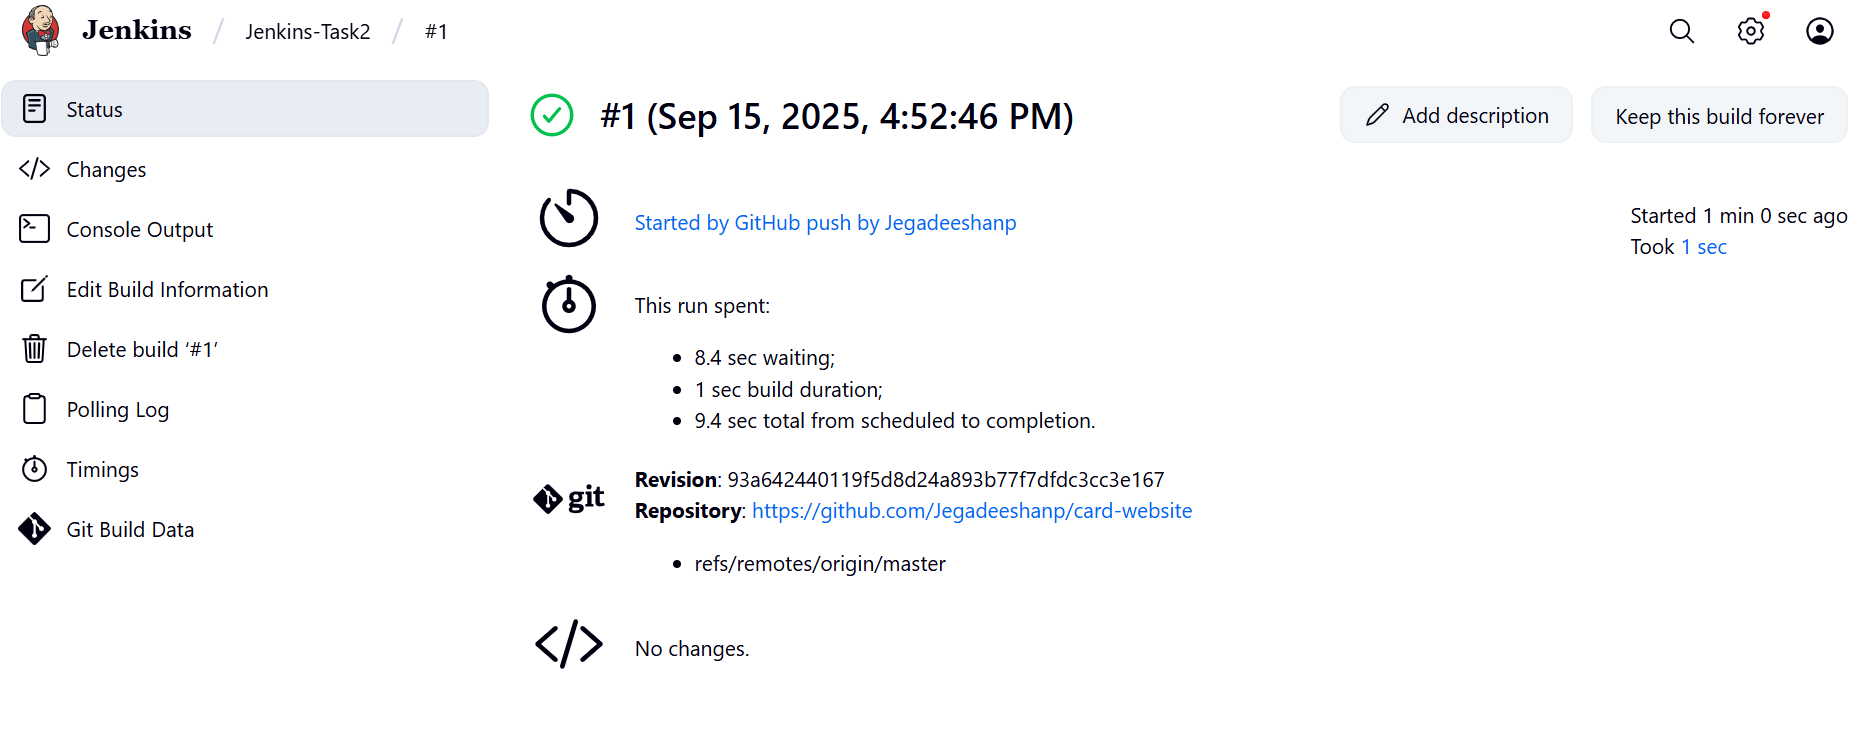 Jenkins / Jenkins-Task2 / #1
Status
Changes
Console Output
Edit Build Information
Delete build ‘#1’
Polling Log
Timings
Git Build Data
#1 (Sep 15, 2025, 4:52:46 PM)
Add description
Keep this build forever
Started by GitHub push by Jegadeeshanp
Started 1 min 0 sec ago
Took 1 sec
This run spent:
8.4 sec waiting;
1 sec build duration;
9.4 sec total from scheduled to completion.
git
Revision: 93a642440119f5d8d24a893b77f7dfdc3cc3e167
Repository: https://github.com/Jegadeeshanp/card-website
refs/remotes/origin/master
No changes.